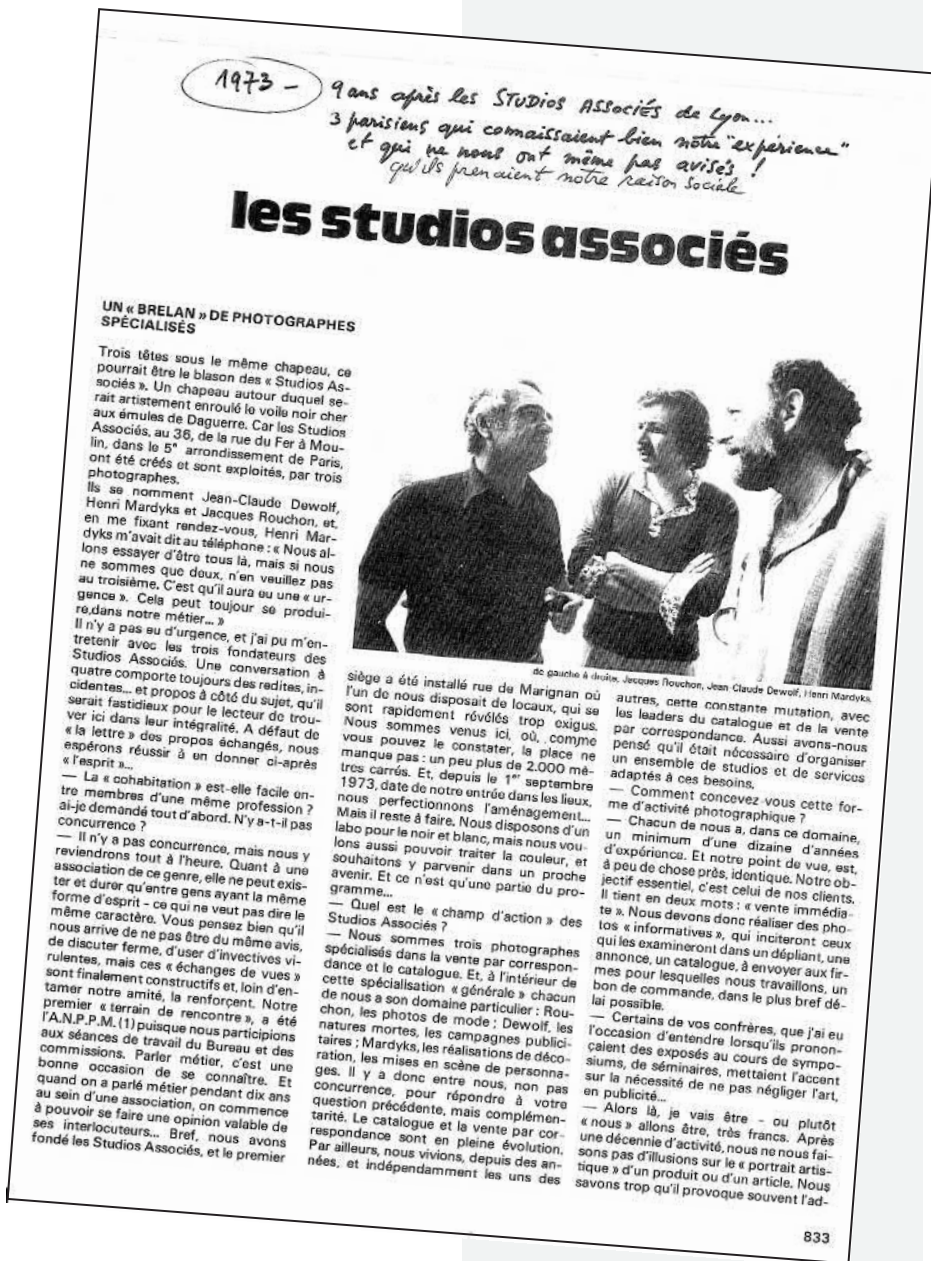 1973 –
9 ans après les STUDIOS ASSOCIÉS de Lyon...
3 parisiens qui connaissaient bien notre "expérience"
et qui ne nous ont même pas avisés !
qu'ils prenaient notre raison sociale
les studios associés
UN « BRELAN » DE PHOTOGRAPHES
SPÉCIALISÉS
Trois têtes sous le même chapeau, ce
pourrait être le blason des « Studios As-
sociés ». Un chapeau autour duquel se-
rait artistement enroulé le voile noir cher
aux émules de Daguerre. Car les Studios
Associés, au 36, de la rue du Fer à Mou-
lin, dans le 5e arrondissement de Paris,
ont été créés et sont exploités, par trois
photographes.
Ils se nomment Jean-Claude Dewolf,
Henri Mardyks et Jacques Rouchon, et,
en me fixant rendez-vous, Henri Mar-
dyks m'avait dit au téléphone : « Nous al-
lons essayer d'être tous là, mais si nous
ne sommes que deux, n'en veuillez pas
au troisième. C'est qu'il aura eu une « ur-
gence ». Cela peut toujour se produi-
re,dans notre métier... »
Il n'y a pas eu d'urgence, et j'ai pu m'en-
tretenir avec les trois fondateurs des
Studios Associés. Une conversation à
quatre comporte toujours des redites, in-
cidentes... et propos à côté du sujet, qu'il
serait fastidieux pour le lecteur de trou-
ver ici dans leur intégralité. A défaut de
« la lettre » des propos échangés, nous
espérons réussir à en donner ci-après
« l'esprit »...
— La « cohabitation » est-elle facile en-
tre membres d'une même profession ?
ai-je demandé tout d'abord. N'y a-t-il pas
concurrence ?
— Il n'y a pas concurrence, mais nous y
reviendrons tout à l'heure. Quant à une
association de ce genre, elle ne peut exis-
ter et durer qu'entre gens ayant la même
forme d'esprit - ce qui ne veut pas dire le
même caractère. Vous pensez bien qu'il
nous arrive de ne pas être du même avis,
de discuter ferme, d'user d'invectives vi-
rulentes, mais ces « échanges de vues »
sont finalement constructifs et, loin d'en-
tamer notre amité, la renforcent. Notre
premier « terrain de rencontre », a été
l'A.N.P.P.M. (1) puisque nous participions
aux séances de travail du Bureau et des
commissions. Parler métier, c'est une
bonne occasion de se connaître. Et
quand on a parlé métier pendant dix ans
au sein d'une association, on commence
à pouvoir se faire une opinion valable de
ses interlocuteurs... Bref, nous avons
fondé les Studios Associés, et le premier
de gauche à droite, Jacques Rouchon, Jean-Claude Dewolf, Henri Mardyks.
siège a été installé rue de Marignan où
l'un de nous disposait de locaux, qui se
sont rapidement révélés trop exigus.
Nous sommes venus ici, où, comme
vous pouvez le constater, la place ne
manque pas : un peu plus de 2.000 mè-
tres carrés. Et, depuis le 1er septembre
1973, date de notre entrée dans les lieux,
nous perfectionnons l'aménagement...
Mais il reste à faire. Nous disposons d'un
labo pour le noir et blanc, mais nous vou-
lons aussi pouvoir traiter la couleur, et
souhaitons y parvenir dans un proche
avenir. Et ce n'est qu'une partie du pro-
gramme...
— Quel est le « champ d'action » des
Studios Associés ?
— Nous sommes trois photographes
spécialisés dans la vente par correspon-
dance et le catalogue. Et, à l'intérieur de
cette spécialisation « générale » chacun
de nous a son domaine particulier : Rou-
chon, les photos de mode ; Dewolf, les
natures mortes, les campagnes publici-
taires ; Mardyks, les réalisations de déco-
ration, les mises en scène de personna-
ges. Il y a donc entre nous, non pas
concurrence, pour répondre à votre
question précédente, mais complémen-
tarité. Le catalogue et la vente par cor-
respondance sont en pleine évolution.
Par ailleurs, nous vivions, depuis des an-
nées, et indépendamment les uns des
autres, cette constante mutation, avec
les leaders du catalogue et de la vente
par correspondance. Aussi avons-nous
pensé qu'il était nécessaire d'organiser
un ensemble de studios et de services
adaptés à ces besoins.
— Comment concevez-vous cette for-
me d'activité photographique ?
— Chacun de nous a, dans ce domaine,
un minimum d'une dizaine d'années
d'expérience. Et notre point de vue, est,
à peu de chose près, identique. Notre ob-
jectif essentiel, c'est celui de nos clients.
Il tient en deux mots : « vente immédia-
te ». Nous devons donc réaliser des pho-
tos « informatives », qui inciteront ceux
qui les examineront dans un dépliant, une
annonce, un catalogue, à envoyer aux fir-
mes pour lesquelles nous travaillons, un
bon de commande, dans le plus bref dé-
lai possible.
— Certains de vos confrères, que j'ai eu
l'occasion d'entendre lorsqu'ils pronon-
çaient des exposés au cours de sympo-
siums, de séminaires, mettaient l'accent
sur la nécessité de ne pas négliger l'art,
en publicité...
— Alors là, je vais être - ou plutôt
« nous » allons être, très francs. Après
une décennie d'activité, nous ne nous fai-
sons pas d'illusions sur le « portrait artis-
tique » d'un produit ou d'un article. Nous
savons trop qu'il provoque souvent l'ad-
833